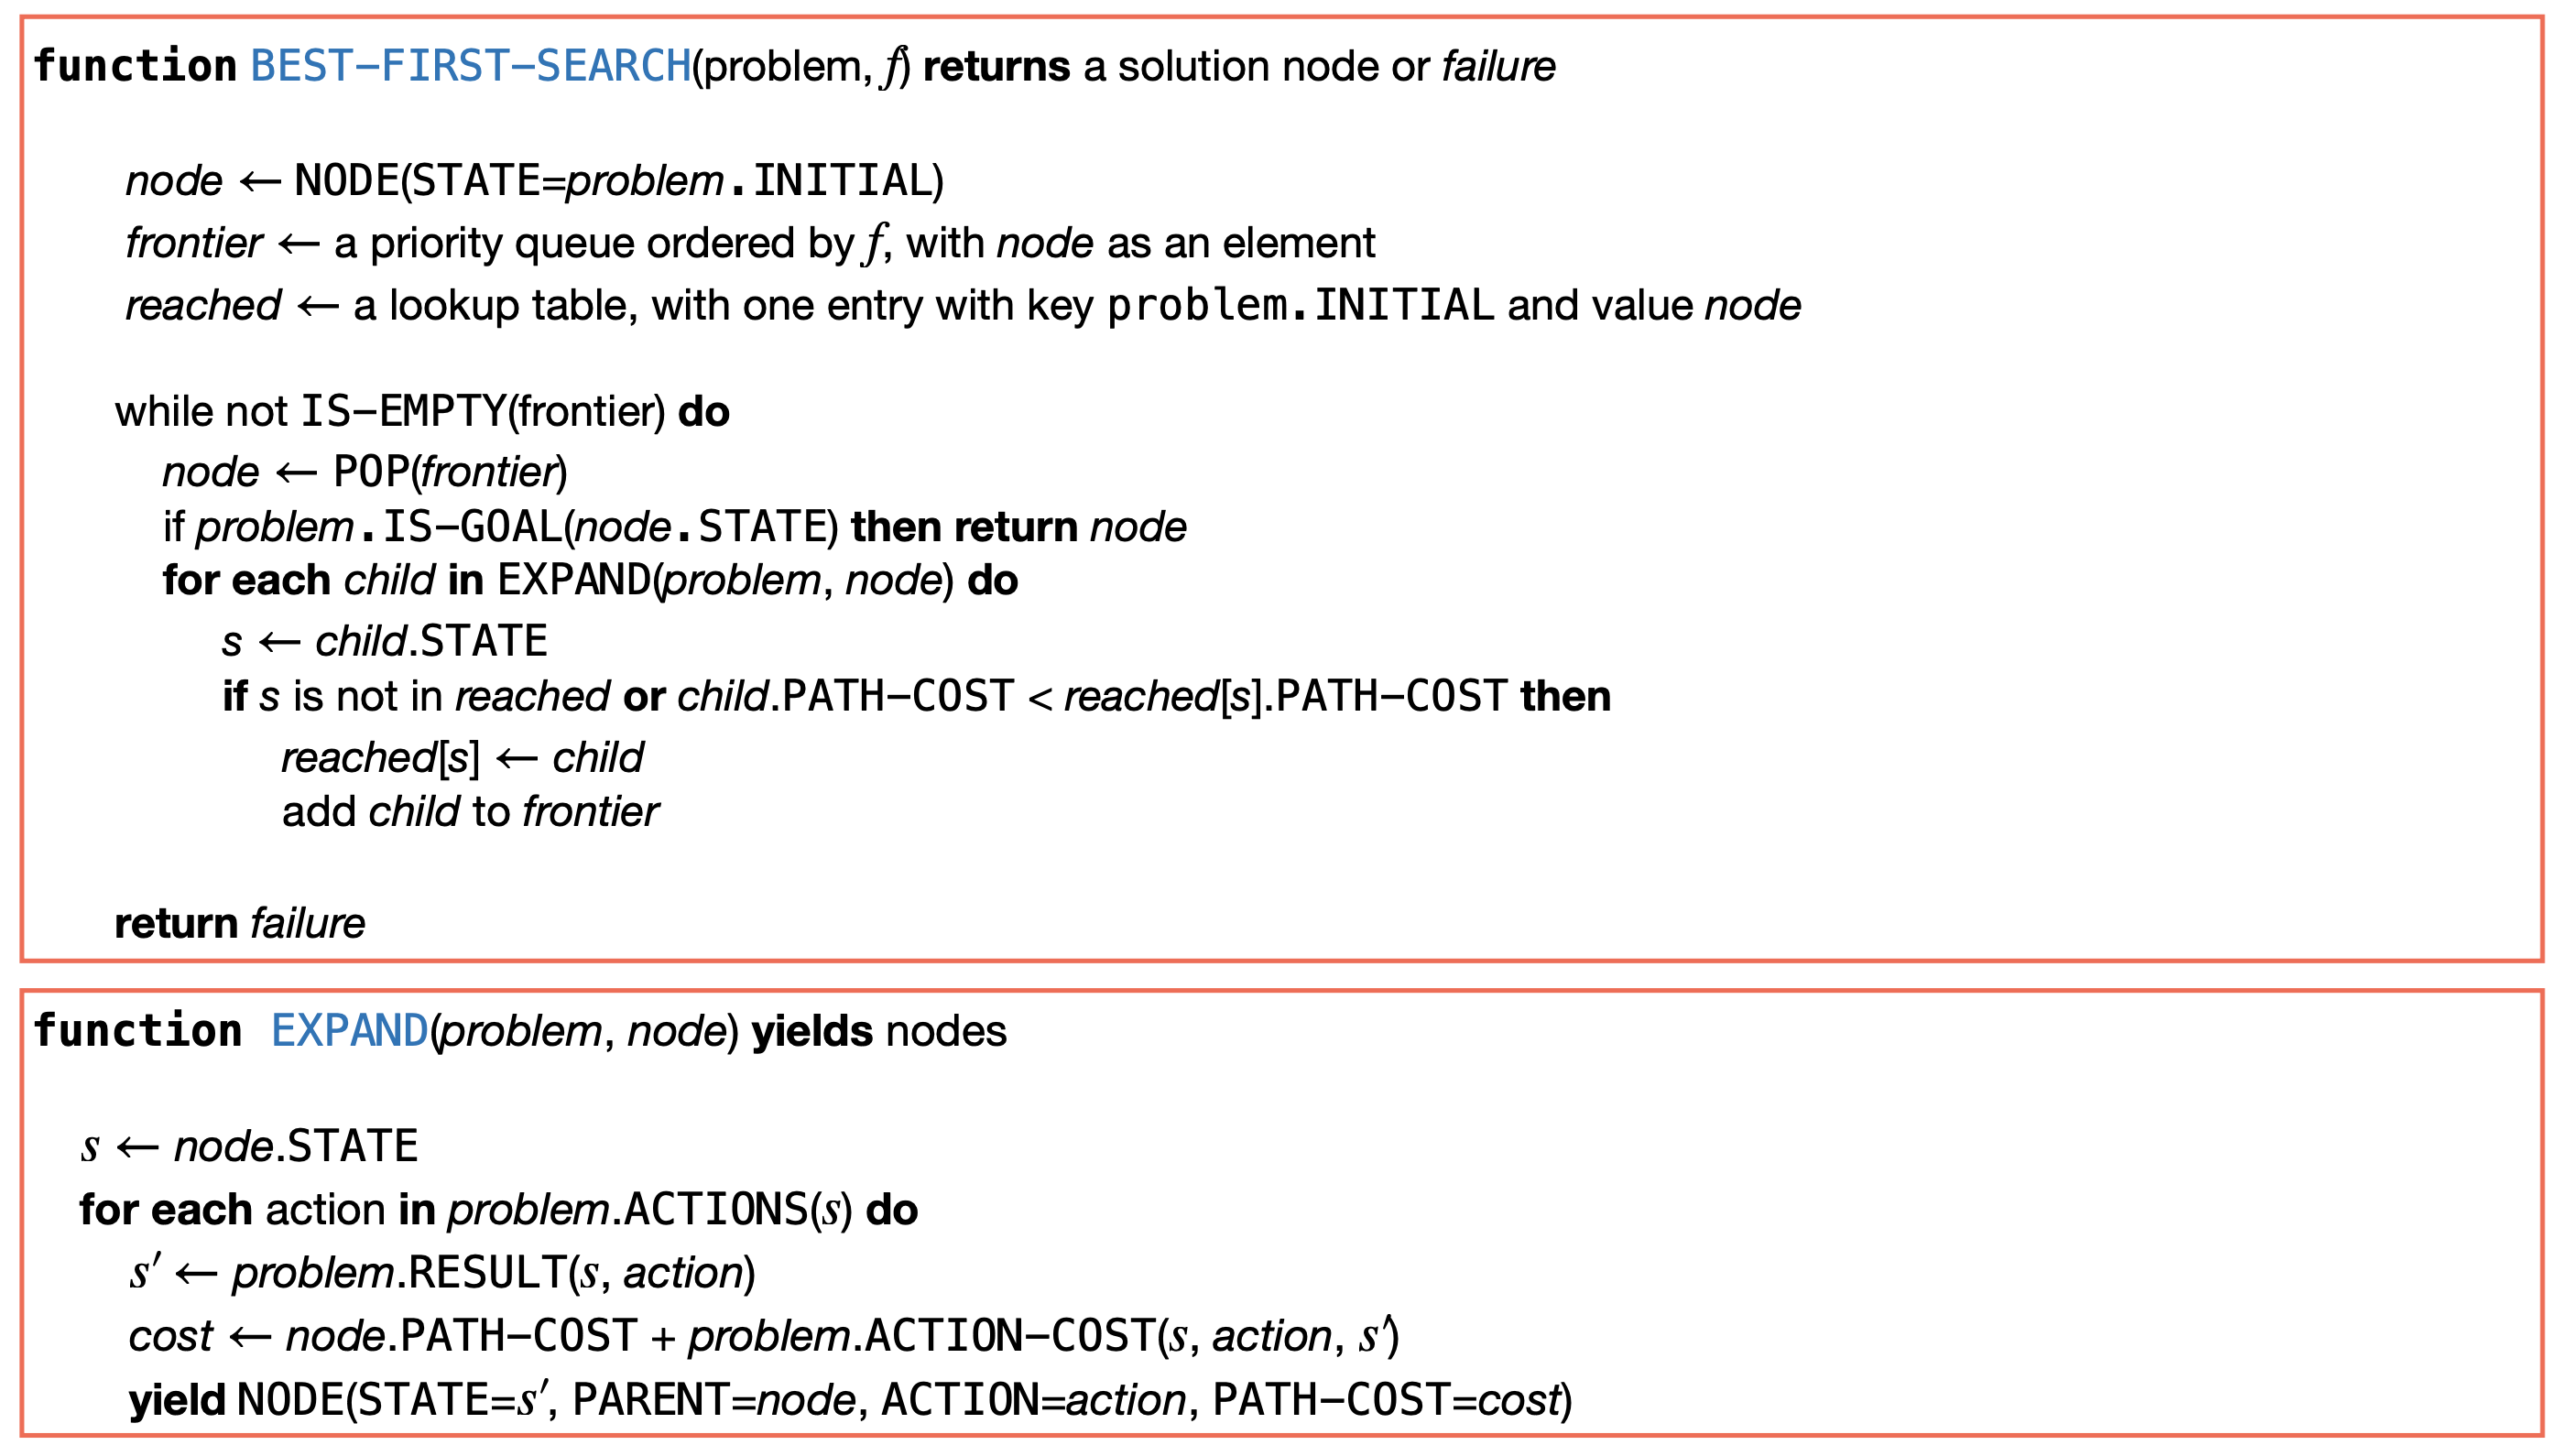 function BEST-FIRST-SEARCH(problem, f) returns a solution node or failure
node ← NODE(STATE=problem.INITIAL)
frontier ← a priority queue ordered by f, with node as an element
reached ← a lookup table, with one entry with key problem.INITIAL and value node
while not IS-EMPTY(frontier) do
node ← POP(frontier)
if problem.IS-GOAL(node.STATE) then return node
for each child in EXPAND(problem, node) do
s ← child.STATE
if s is not in reached or child.PATH-COST < reached[s].PATH-COST then
reached[s] ← child
add child to frontier
return failure
function EXPAND(problem, node) yields nodes
s ← node.STATE
for each action in problem.ACTIONS(s) do
s′ ← problem.RESULT(s, action)
cost ← node.PATH-COST + problem.ACTION-COST(s, action, s′)
yield NODE(STATE=s′, PARENT=node, ACTION=action, PATH-COST=cost)